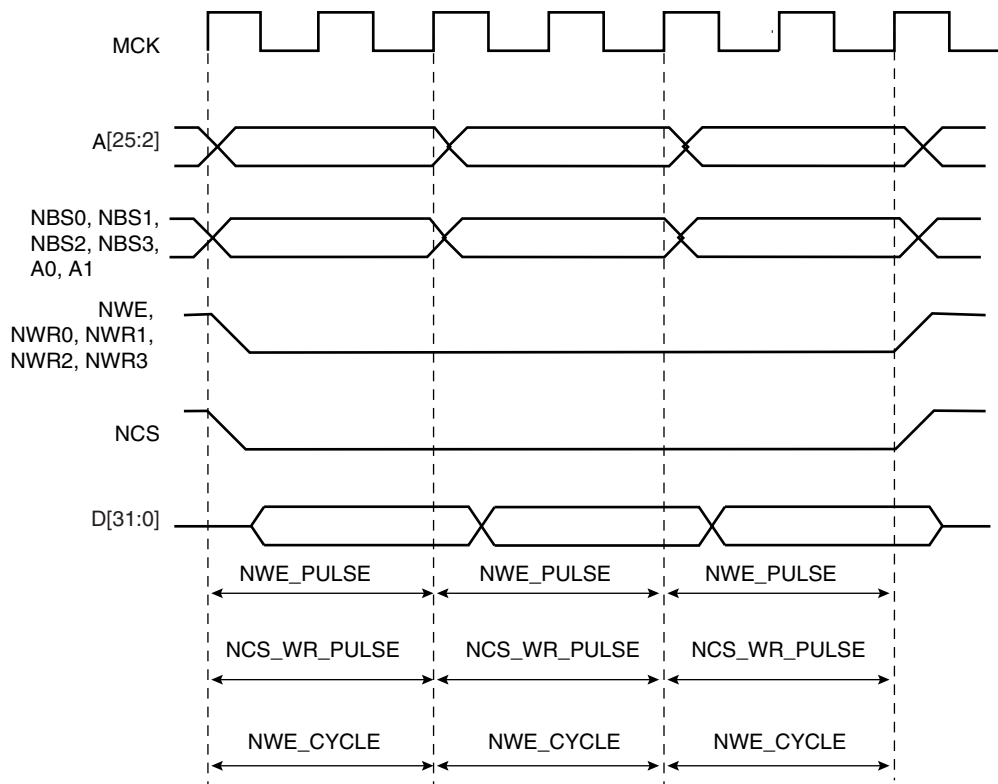 MCK
A[25:2]
NBS0, NBS1,
NBS2, NBS3,
A0, A1
NWE,
NWR0, NWR1,
NWR2, NWR3
NCS
D[31:0]
NWE_PULSE NWE_PULSE NWE_PULSE
NCS_WR_PULSE NCS_WR_PULSE NCS_WR_PULSE
NWE_CYCLE NWE_CYCLE NWE_CYCLE